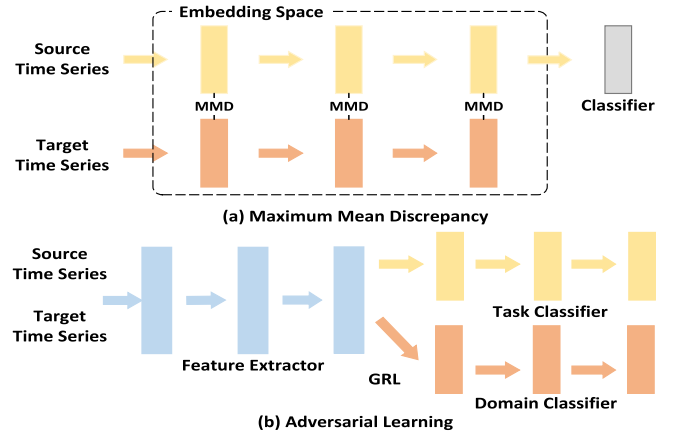 Embedding Space
Source
Time Series
MMD
MMD
MMD
Classifier
Target
Time Series
(a) Maximum Mean Discrepancy
Source
Time Series
Target
Time Series
Feature Extractor
Task Classifier
GRL
Domain Classifier
(b) Adversarial Learning